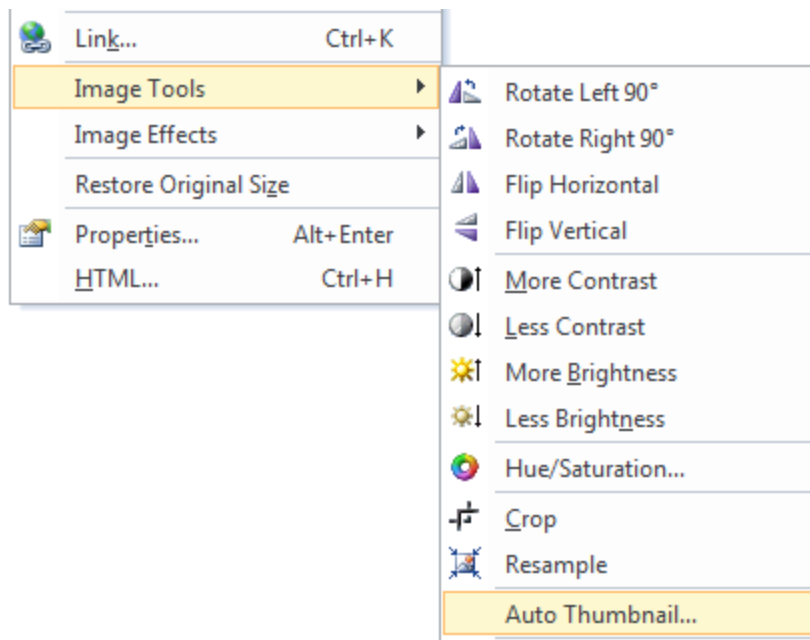 Link... Ctrl+K
Image Tools
Image Effects
Restore Original Size
Properties... Alt+Enter
HTML... Ctrl+H
Rotate Left 90°
Rotate Right 90°
Flip Horizontal
Flip Vertical
More Contrast
Less Contrast
More Brightness
Less Brightness
Hue/Saturation...
Crop
Resample
Auto Thumbnail...